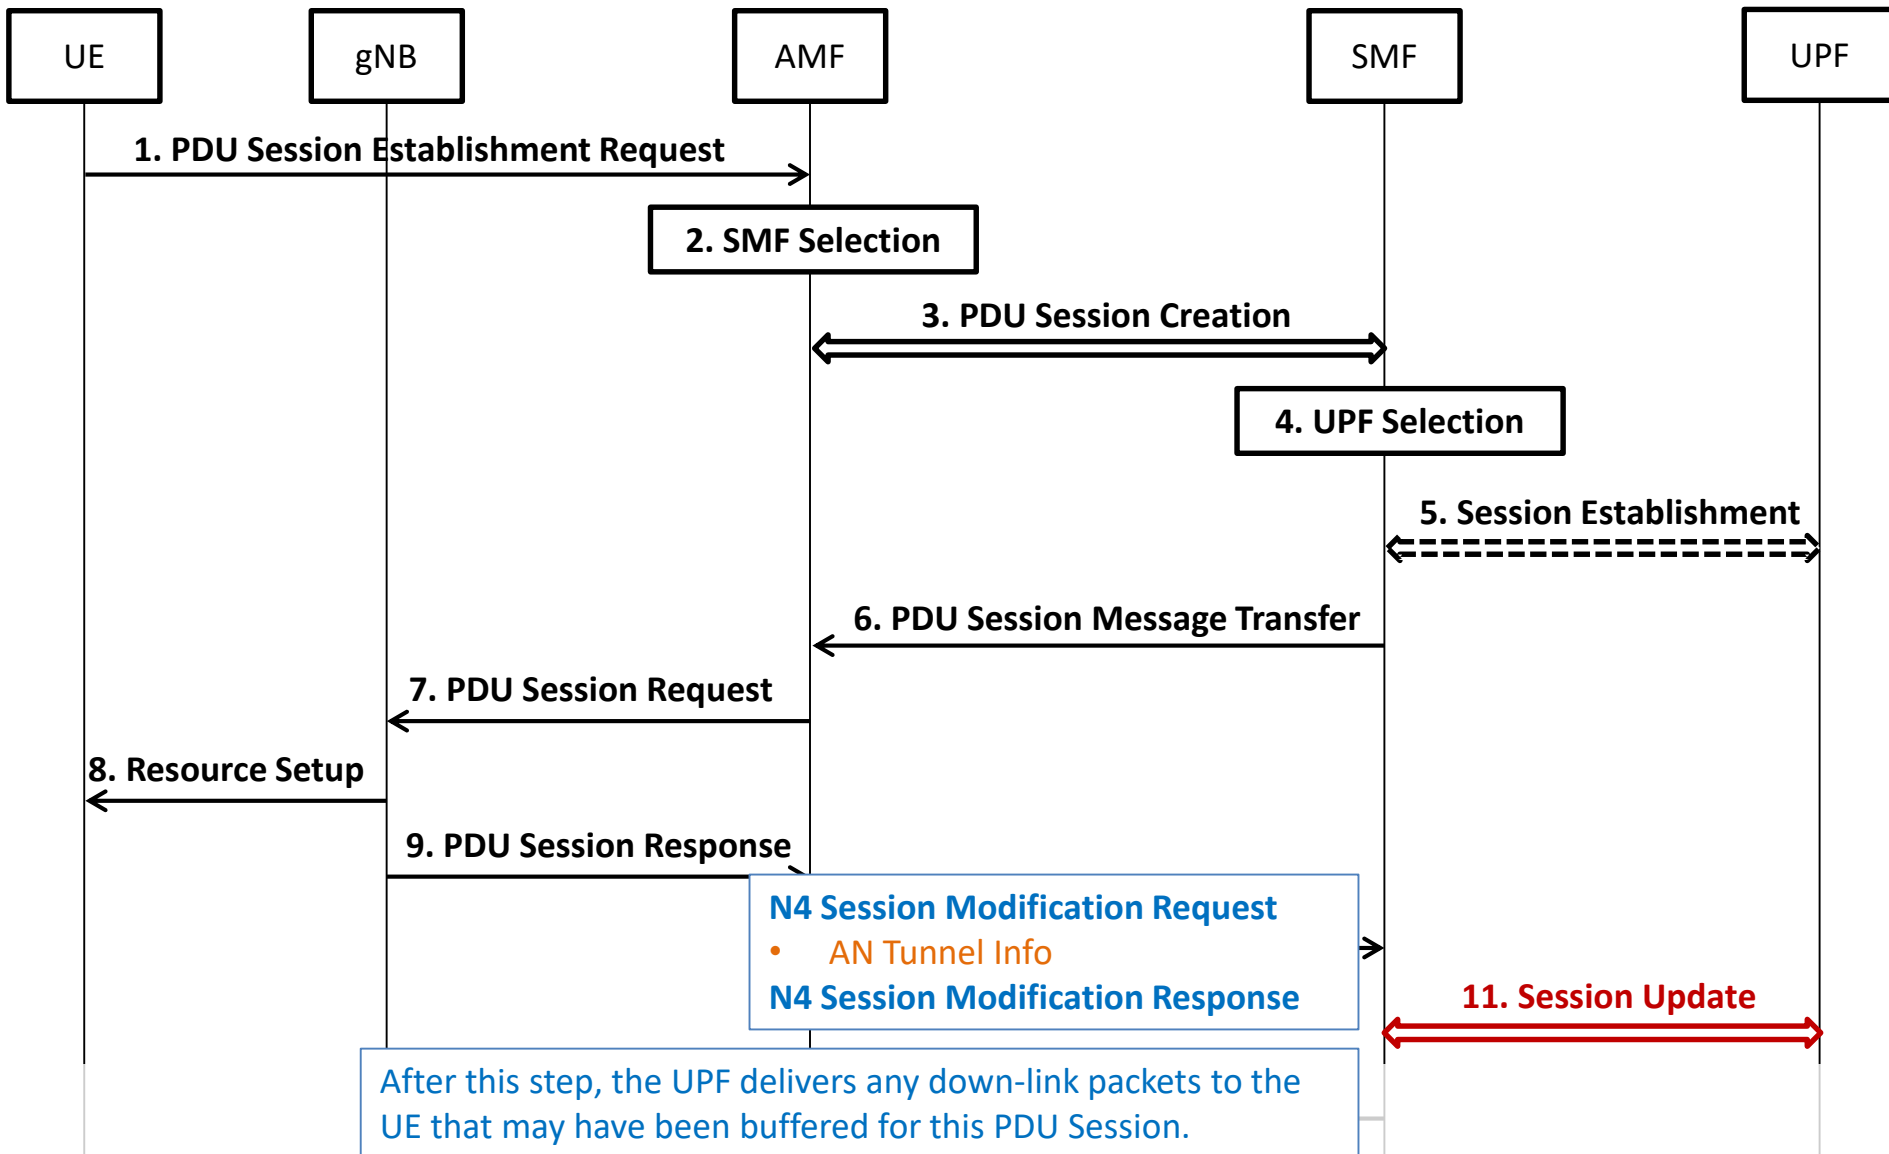 UE
gNB
AMF
SMF
UPF
1. PDU Session Establishment Request
2. SMF Selection
3. PDU Session Creation
4. UPF Selection
5. Session Establishment
6. PDU Session Message Transfer
7. PDU Session Request
8. Resource Setup
9. PDU Session Response
N4 Session Modification Request
• AN Tunnel Info
N4 Session Modification Response
11. Session Update
After this step, the UPF delivers any down-link packets to the
UE that may have been buffered for this PDU Session.